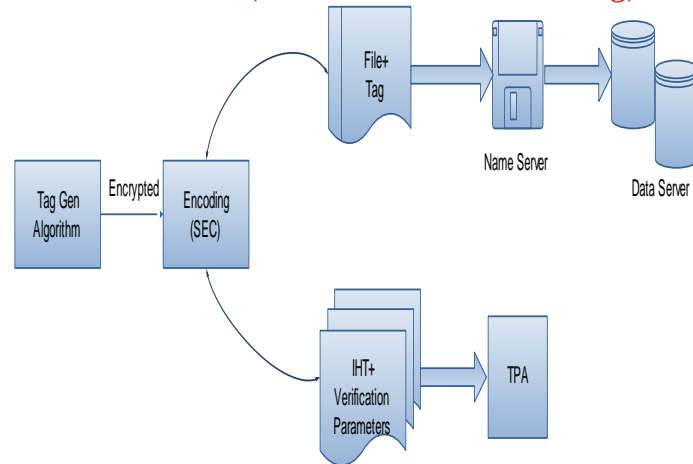 File+
Tag
Name Server
Data Server
Tag Gen
Algorithm
Encrypted
Encoding
(SEC)
IHT+
Verification
Parameters
TPA